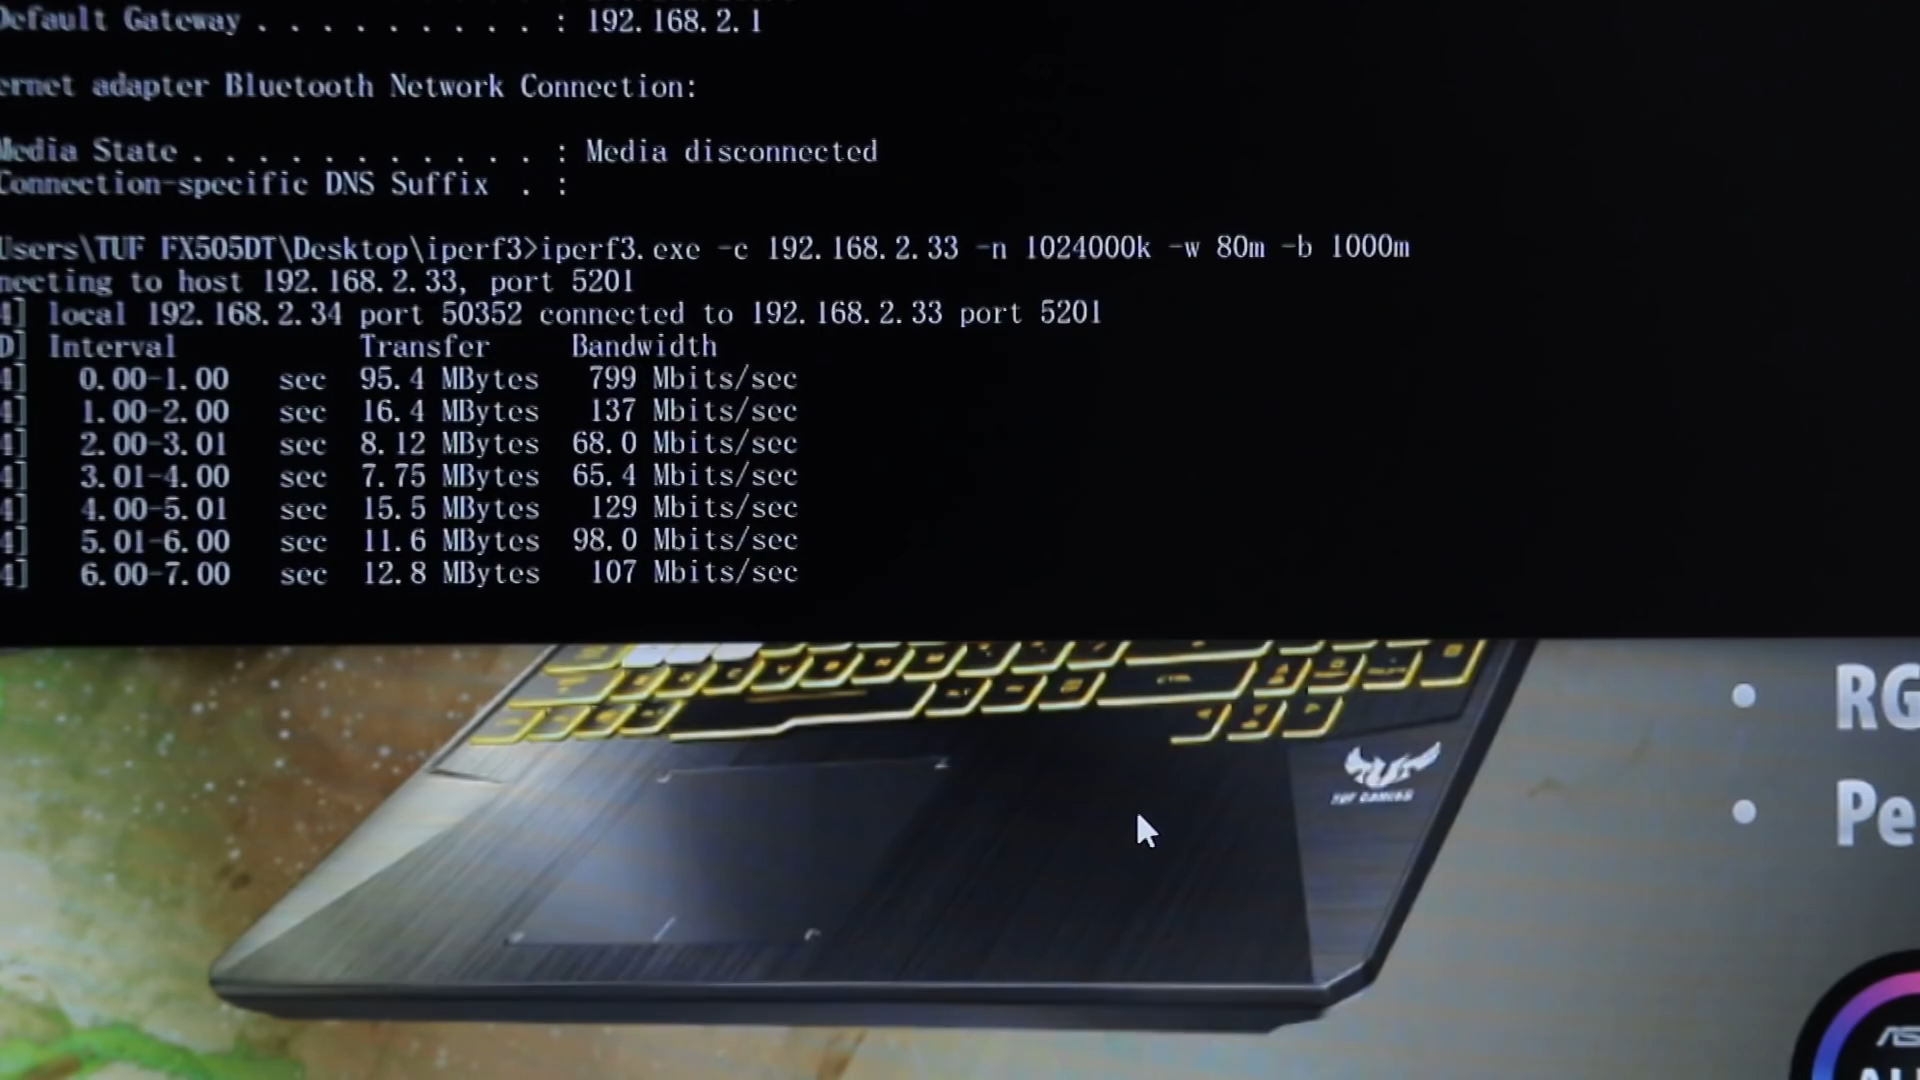 Default Gateway . . . . . . . . . : 192.168.2.1
ernet adapter Bluetooth Network Connection:
Media State . . . . . . . . . . . : Media disconnected
Connection-specific DNS Suffix . :
Users\TUF FX505DT\Desktop\iperf3>iperf3.exe -c 192.168.2.33 -n 1024000k -w 80m -b 1000m
necting to host 192.168.2.33, port 5201
4] local 192.168.2.34 port 50352 connected to 192.168.2.33 port 5201
D] Interval Transfer Bandwidth
4] 0.00-1.00 sec 95.4 MBytes 799 Mbits/sec
4] 1.00-2.00 sec 16.4 MBytes 137 Mbits/sec
4] 2.00-3.01 sec 8.12 MBytes 68.0 Mbits/sec
4] 3.01-4.00 sec 7.75 MBytes 65.4 Mbits/sec
4] 4.00-5.01 sec 15.5 MBytes 129 Mbits/sec
4] 5.01-6.00 sec 11.6 MBytes 98.0 Mbits/sec
4] 6.00-7.00 sec 12.8 MBytes 107 Mbits/sec
• RG
TUF GAMING
• Pe